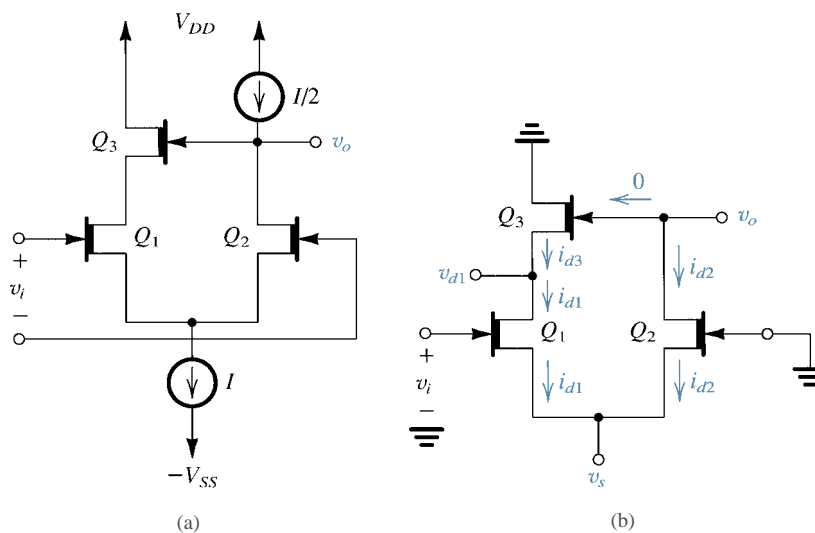 V_DD
I/2
Q_3
v_o
Q_1
Q_2
+
v_i
−
I
−V_SS
(a)
0
Q_3
v_o
i_d3
i_d2
v_d1
i_d1
Q_1
Q_2
+
v_i
−
i_d1
i_d2
v_s
(b)